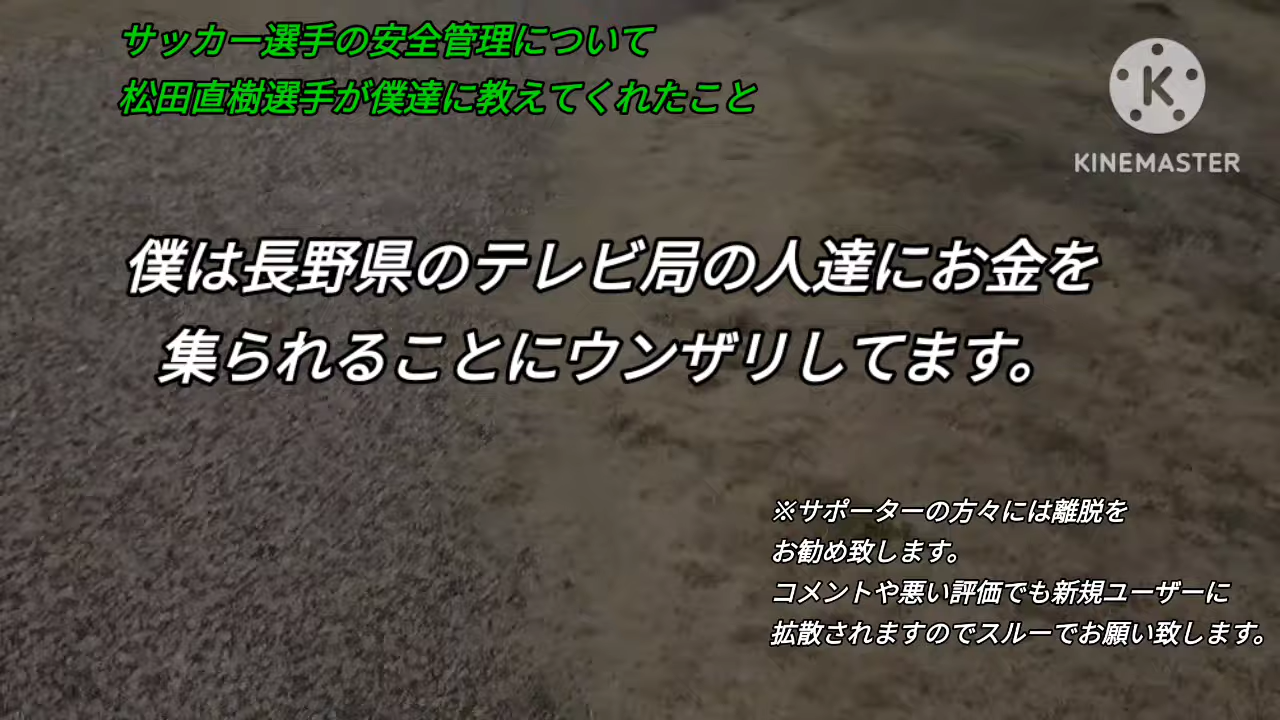 サッカー選手の安全管理について
松田直樹選手が僕達に教えてくれたこと
K
KINEMASTER
僕は長野県のテレビ局の人達にお金を
集られることにウンザリしてます。
※サポーターの方々には離脱を
お勧め致します。
コメントや悪い評価でも新規ユーザーに
拡散されますのでスルーでお願い致します。